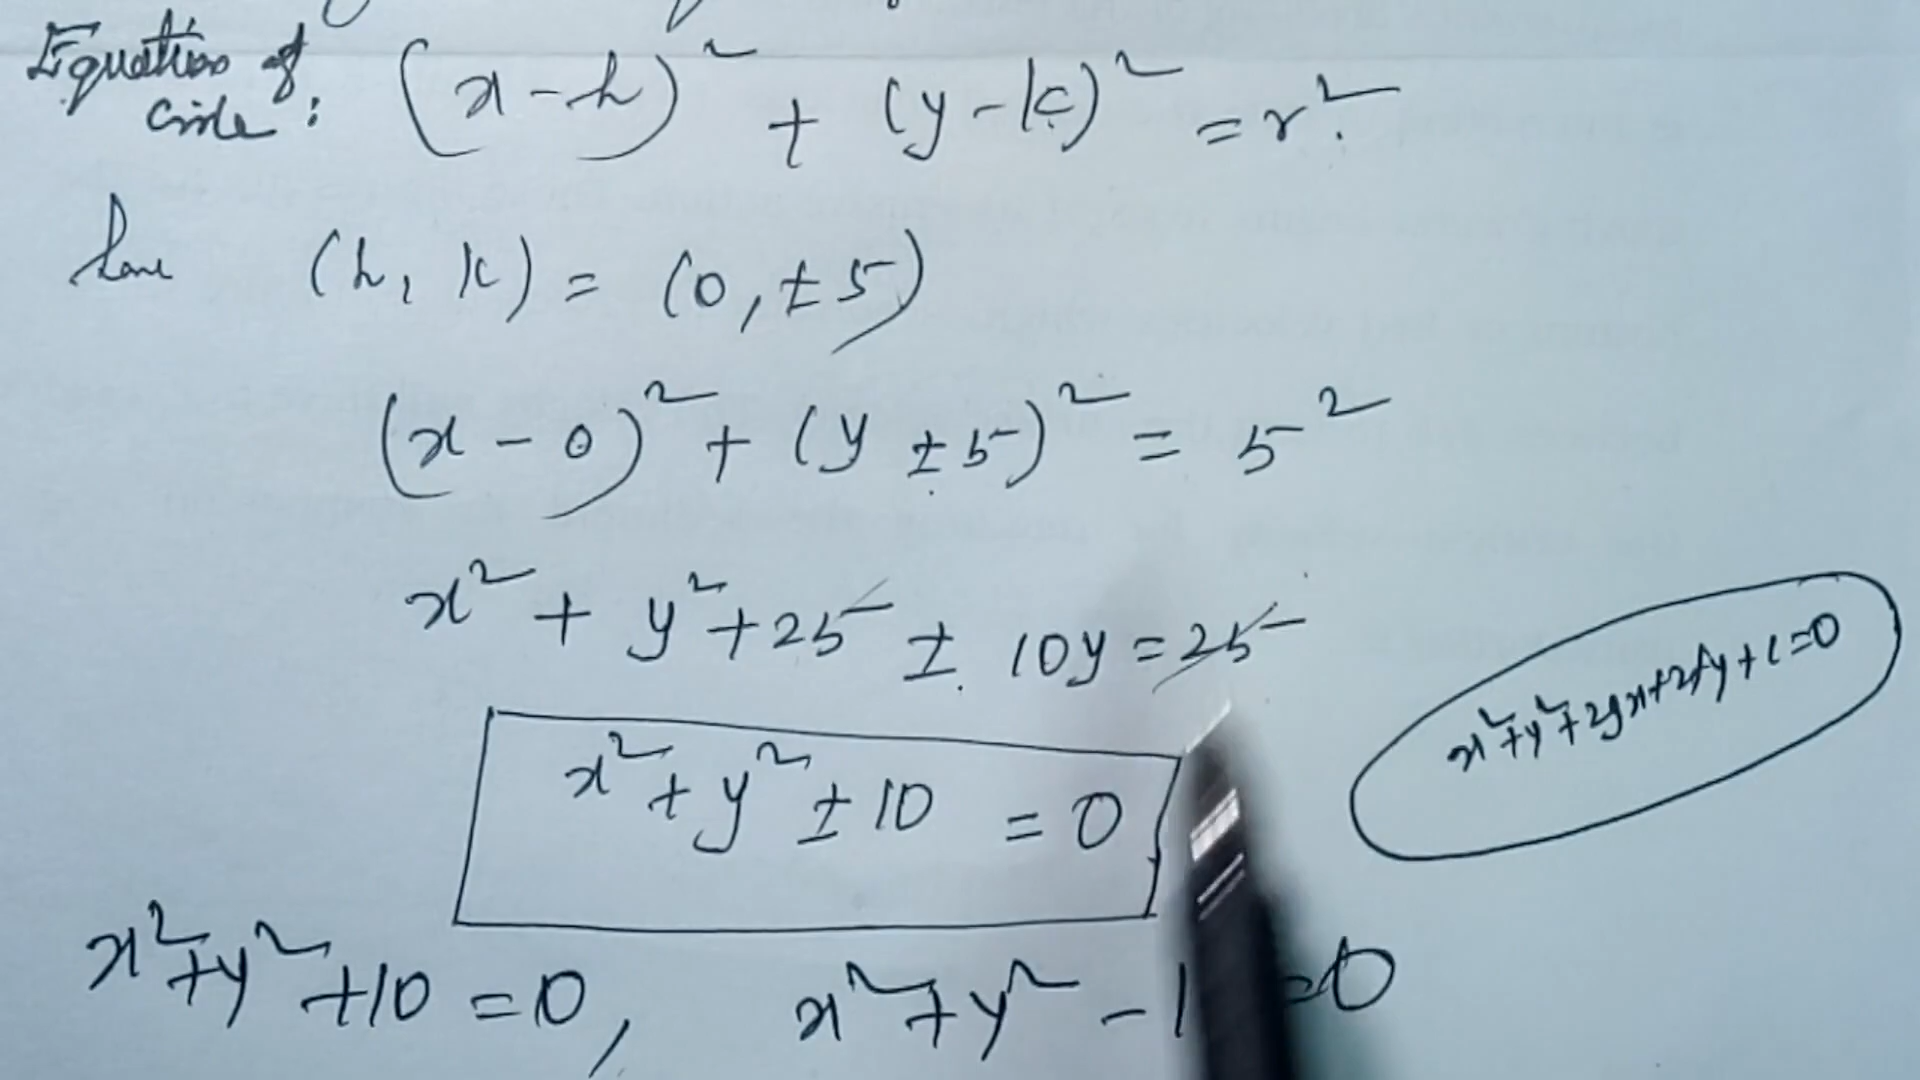 Equation of
Circle : (x-h)² + (y-k)² = r².
(h, k) = (0, ±5)
(x-0)² + (y ±5)² = 5²
x² + y² + 25 ± 10y = 25
x² + y² + 2gx + 2fy + c = 0
x² + y² ± 10 = 0
x² + y² + 10 = 0, x² + y² - 1 = 0